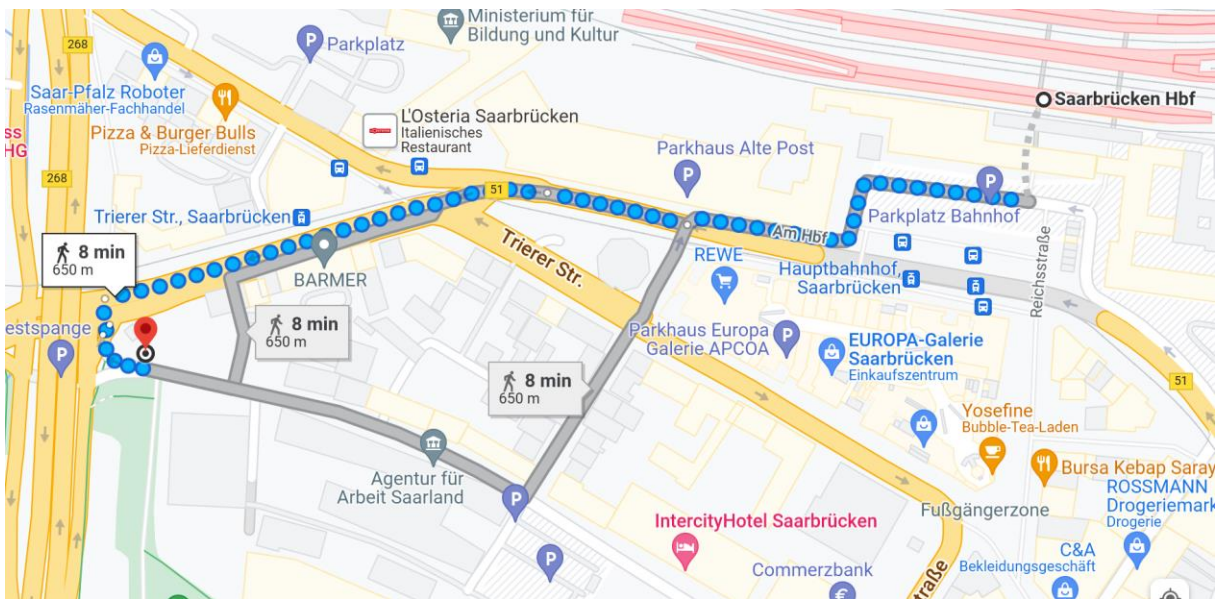 Ministerium für
Bildung und Kultur
268
Parkplatz
P
Saar-Pfalz Roboter
Rasenmäher-Fachhandel
Saarbrücken Hbf
L'Osteria Saarbrücken
Italienisches
Restaurant
ss
HG
Pizza & Burger Bulls
Pizza-Lieferdienst
Parkhaus Alte Post
P
268
51
P
Parkplatz Bahnhof
Trierer Str., Saarbrücken
Am Hbf
8 min
650 m
Trierer Str.
REWE
Hauptbahnhof,
Saarbrücken
Reichsstraße
BARMER
estspange
P
8 min
650 m
Parkhaus Europa
Galerie APCOA
P
EUROPA-Galerie
Saarbrücken
Einkaufszentrum
8 min
650 m
51
Yosefine
Bubble-Tea-Laden
Agentur für
Arbeit Saarland
P
Bursa Kebap Saray
ROSSMANN
Drogeriemark
Drogerie
Fußgängerzone
IntercityHotel Saarbrücken
P
C&A
Bekleidungsgeschäft
Commerzbank
€
straße